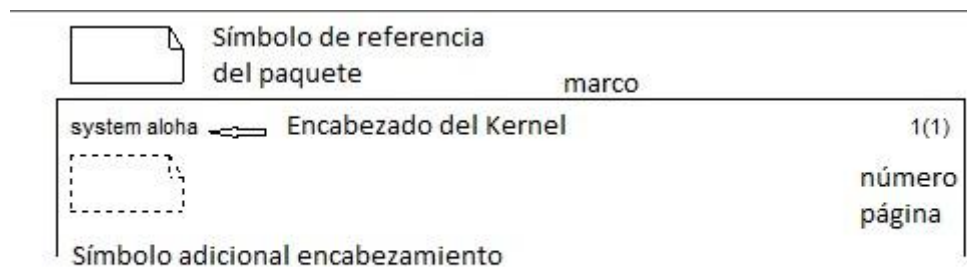 Símbolo de referencia
del paquete
marco
system aloha
Encabezado del Kernel
1(1)
número
página
Símbolo adicional encabezamiento